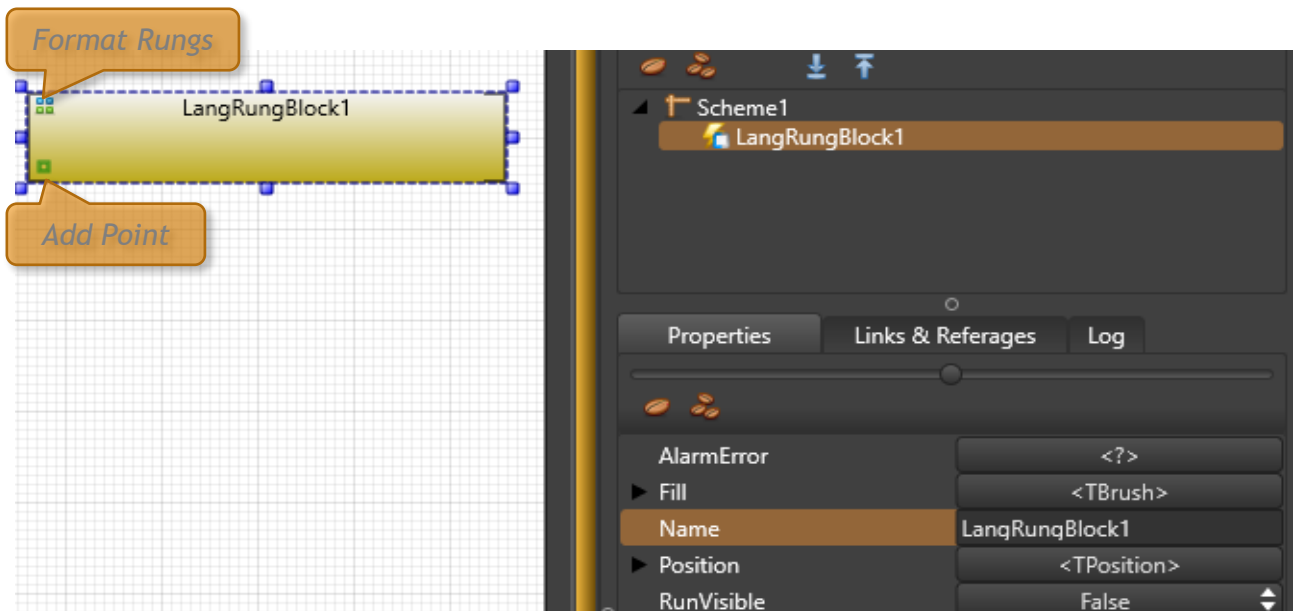 Format Rungs
LangRungBlock1
Add Point
Scheme1
LangRungBlock1
Properties
Links & Referages
Log
AlarmError
<?>
Fill
<TBrush>
Name
LangRungBlock1
Position
<TPosition>
RunVisible
False